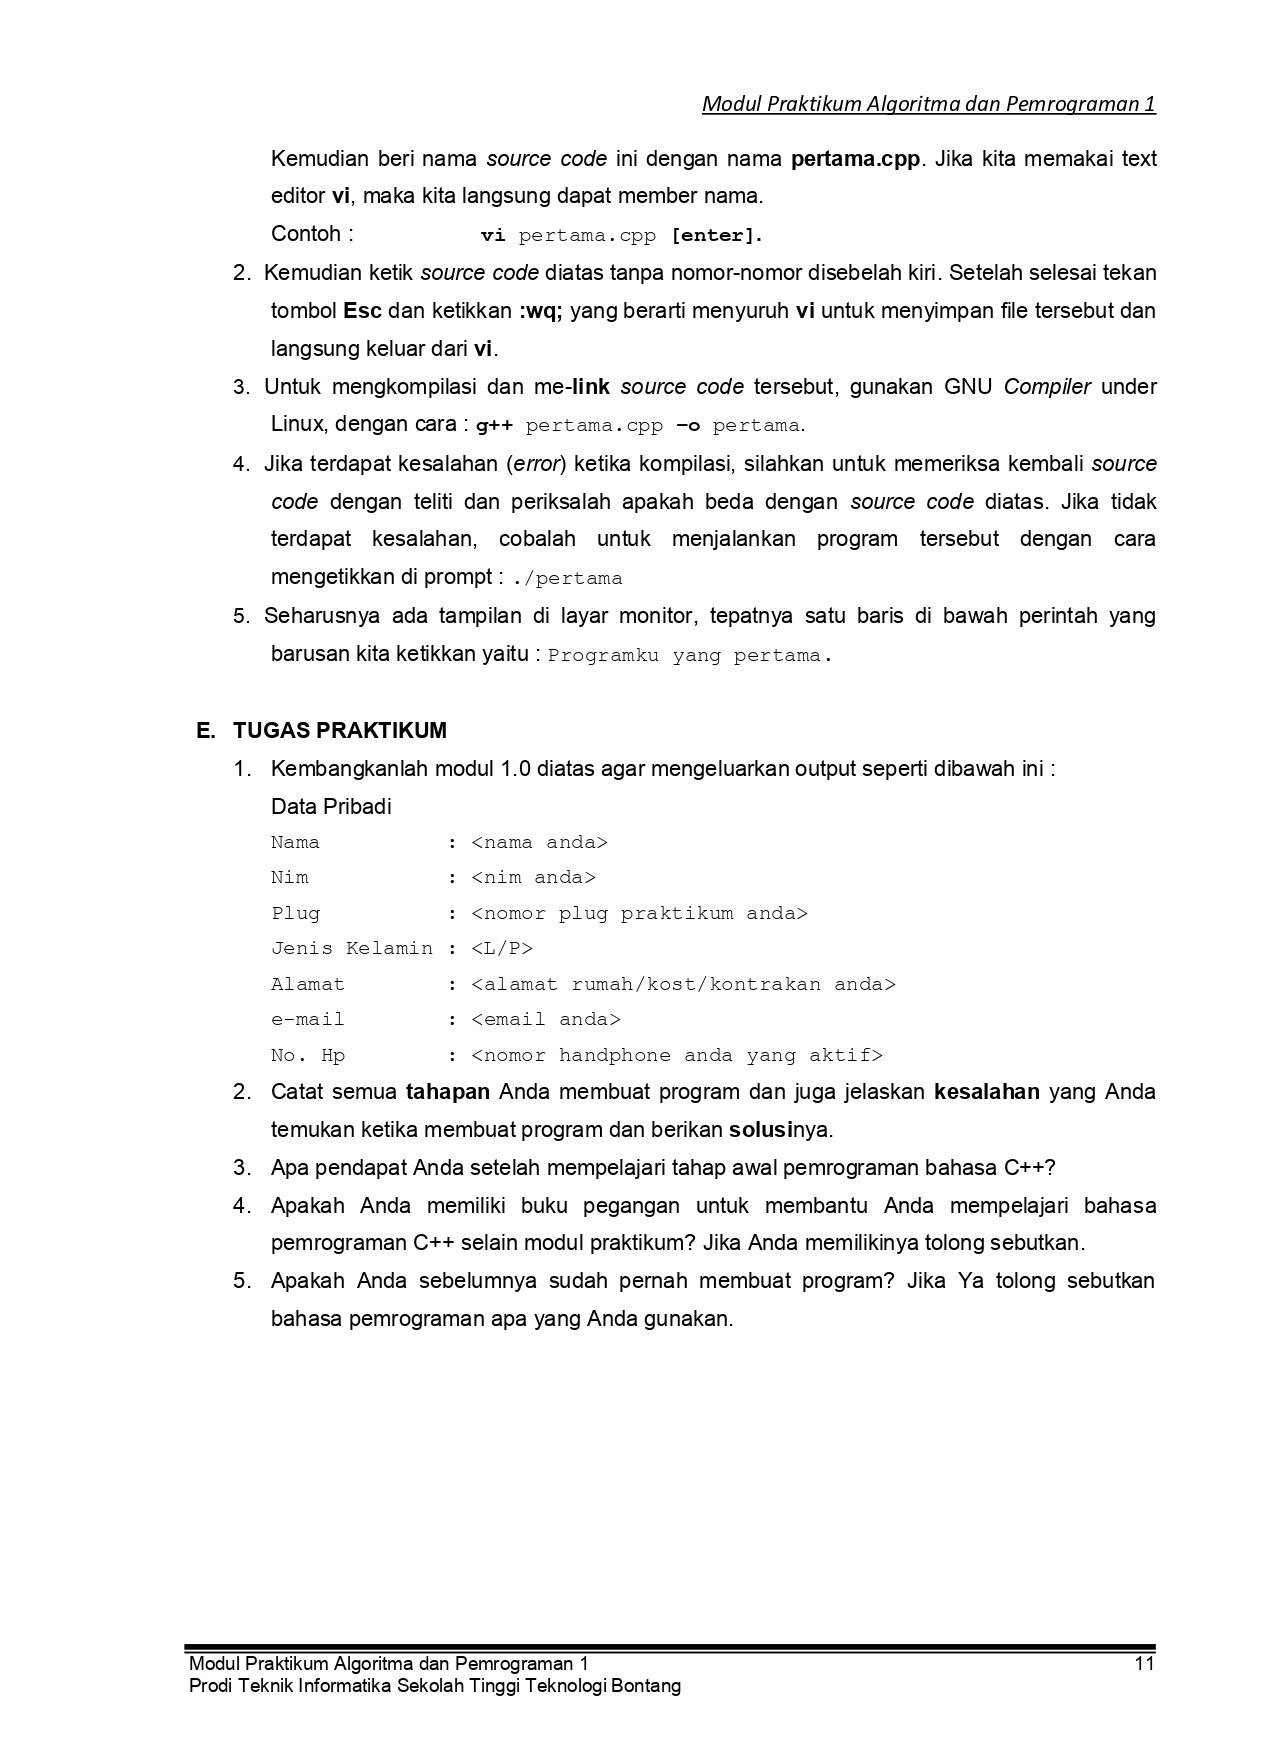 Modul Praktikum Algoritma dan Pemrograman 1
Kemudian beri nama source code ini dengan nama pertama.cpp. Jika kita memakai text
editor vi, maka kita langsung dapat member nama.
Contoh : vi pertama.cpp [enter].
2. Kemudian ketik source code diatas tanpa nomor-nomor disebelah kiri. Setelah selesai tekan
tombol Esc dan ketikkan :wq; yang berarti menyuruh vi untuk menyimpan file tersebut dan
langsung keluar dari vi.
3. Untuk mengkompilasi dan me-link source code tersebut, gunakan GNU Compiler under
Linux, dengan cara : g++ pertama.cpp –o pertama.
4. Jika terdapat kesalahan (error) ketika kompilasi, silahkan untuk memeriksa kembali source
code dengan teliti dan periksalah apakah beda dengan source code diatas. Jika tidak
terdapat kesalahan, cobalah untuk menjalankan program tersebut dengan cara
mengetikkan di prompt : ./pertama
5. Seharusnya ada tampilan di layar monitor, tepatnya satu baris di bawah perintah yang
barusan kita ketikkan yaitu : Programku yang pertama.
E. TUGAS PRAKTIKUM
1. Kembangkanlah modul 1.0 diatas agar mengeluarkan output seperti dibawah ini :
Data Pribadi
Nama : <nama anda>
Nim : <nim anda>
Plug : <nomor plug praktikum anda>
Jenis Kelamin : <L/P>
Alamat : <alamat rumah/kost/kontrakan anda>
e-mail : <email anda>
No. Hp : <nomor handphone anda yang aktif>
2. Catat semua tahapan Anda membuat program dan juga jelaskan kesalahan yang Anda
temukan ketika membuat program dan berikan solusinya.
3. Apa pendapat Anda setelah mempelajari tahap awal pemrograman bahasa C++?
4. Apakah Anda memiliki buku pegangan untuk membantu Anda mempelajari bahasa
pemrograman C++ selain modul praktikum? Jika Anda memilikinya tolong sebutkan.
5. Apakah Anda sebelumnya sudah pernah membuat program? Jika Ya tolong sebutkan
bahasa pemrograman apa yang Anda gunakan.
Modul Praktikum Algoritma dan Pemrograman 1 11
Prodi Teknik Informatika Sekolah Tinggi Teknologi Bontang